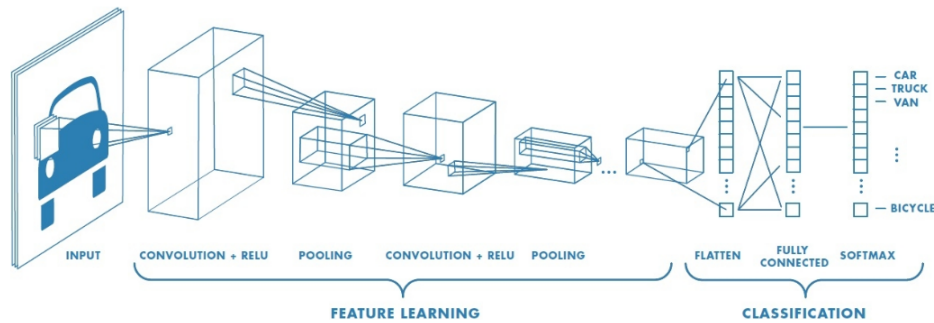 CAR
TRUCK
VAN
BICYCLE
INPUT
CONVOLUTION + RELU
POOLING
CONVOLUTION + RELU
POOLING
FLATTEN
FULLY
CONNECTED
SOFTMAX
FEATURE LEARNING
CLASSIFICATION